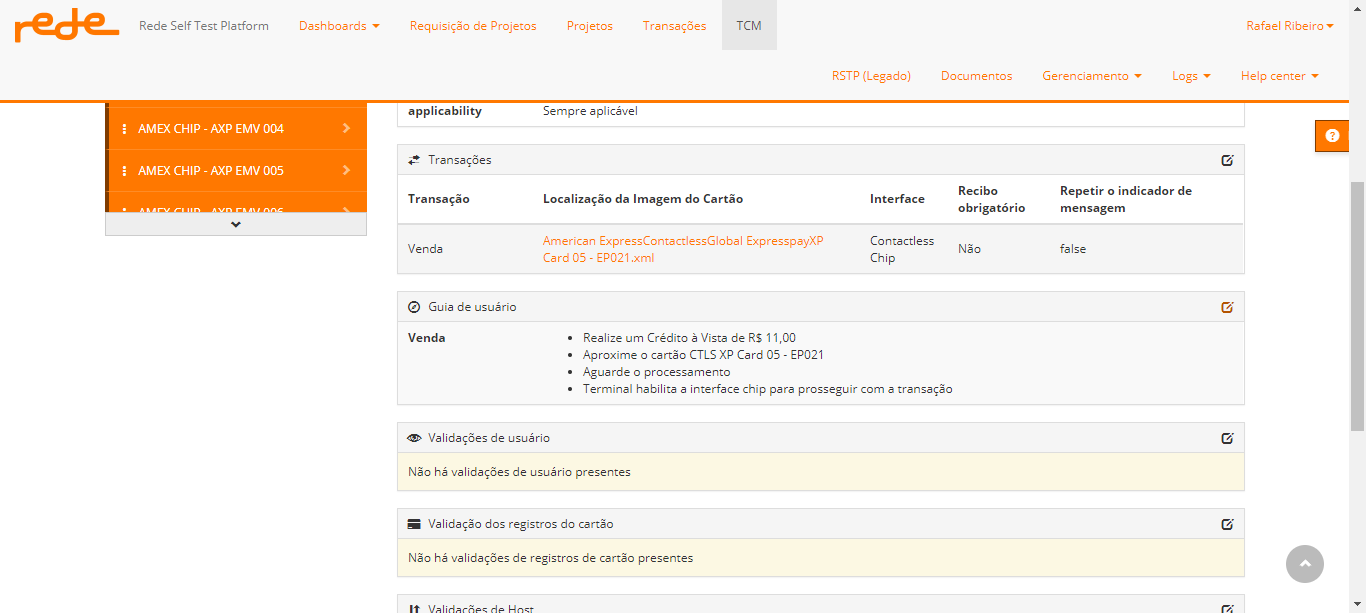 rede
Rede Self Test Platform
Dashboards
Requisição de Projetos
Projetos
Transações
TCM
Rafael Ribeiro
RSTP (Legado)
Documentos
Gerenciamento
Logs
Help center
AMEX CHIP - AXP EMV 004
AMEX CHIP - AXP EMV 005
AMEX CHIP - AXP EMV 006
applicability
Sempre aplicável
Transações
Transação
Localização da Imagem do Cartão
Interface
Recibo
obrigatório
Repetir o indicador de
mensagem
Venda
American ExpressContactlessGlobal ExpresspayXP
Card 05 - EP021.xml
Contactless
Chip
Não
false
Guia de usuário
Venda
Realize um Crédito à Vista de R$ 11,00
Aproxime o cartão CTLS XP Card 05 - EP021
Aguarde o processamento
Terminal habilita a interface chip para prosseguir com a transação
Validações de usuário
Não há validações de usuário presentes
Validação dos registros do cartão
Não há validações de registros de cartão presentes
Validações de Host